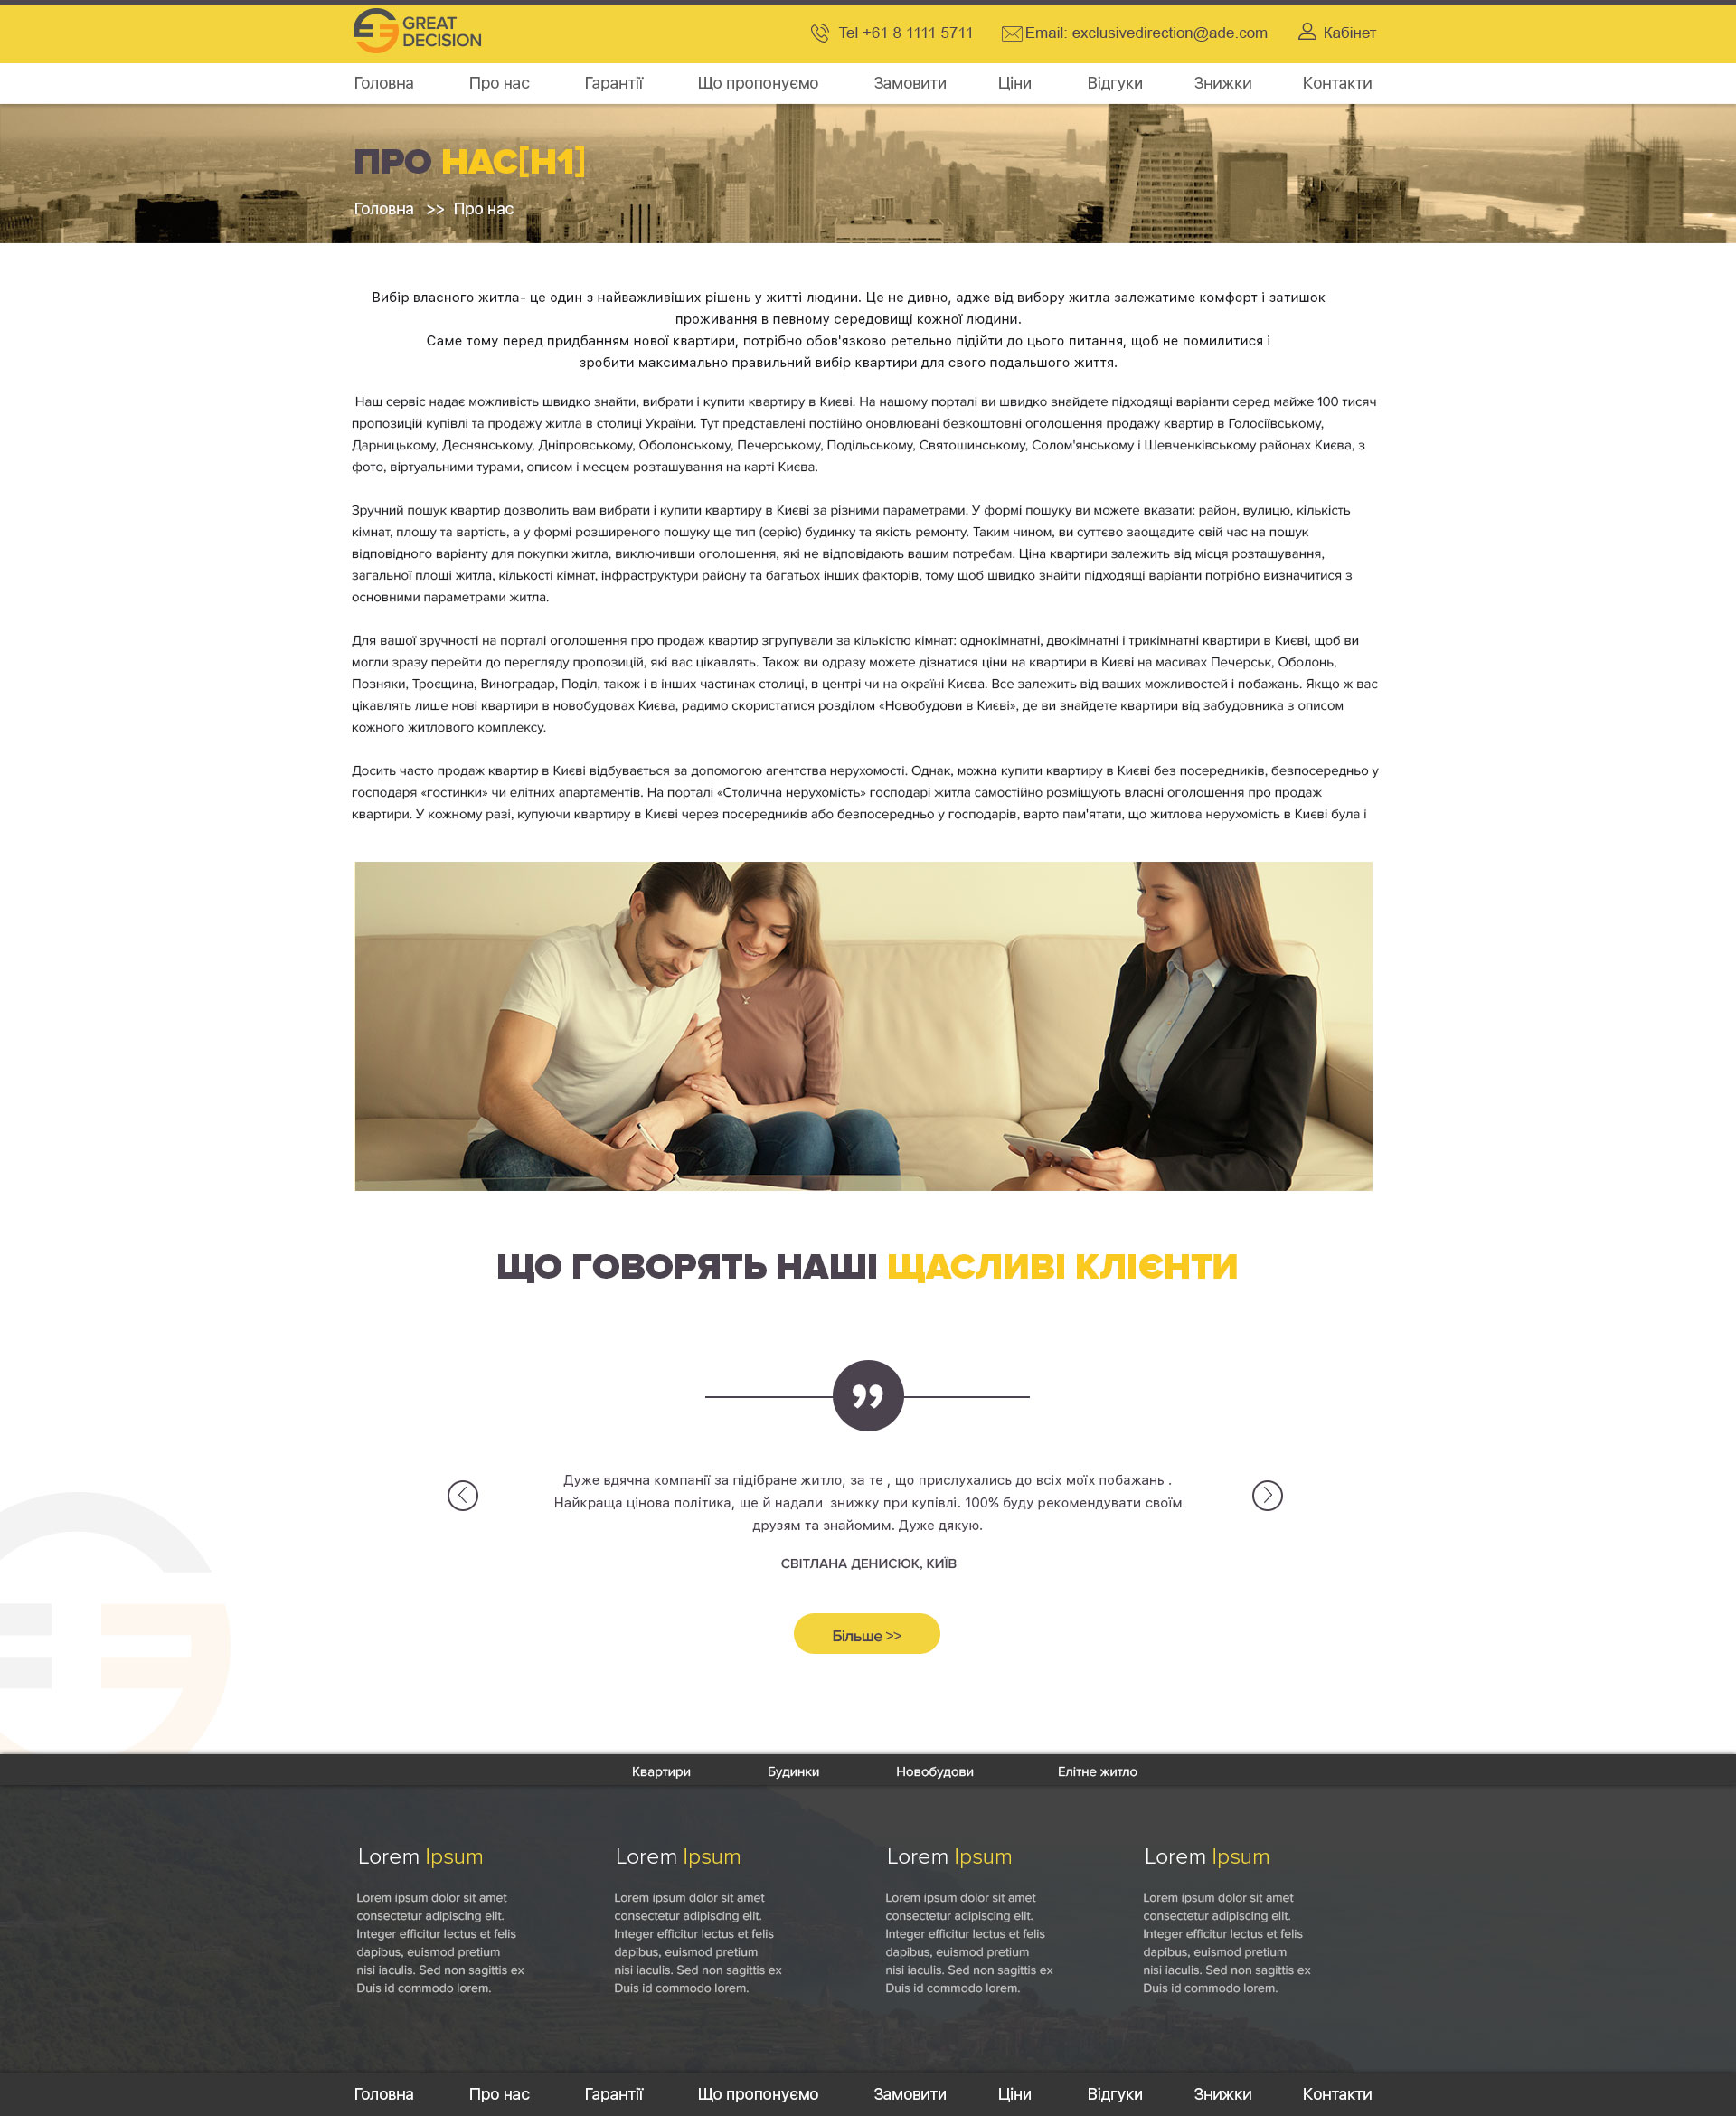 GREAT
DECISION
Tel +61 8 1111 5711
Email: exclusivedirection@ade.com
Кабінет
Головна Про нас Гарантії Що пропонуємо Замовити Ціни Відгуки Знижки Контакти
ПРО НАС[H1]
Головна >> Про нас
Вибір власного житла- це один з найважливіших рішень у житті людини. Це не дивно, адже від вибору житла залежатиме комфорт і затишок
проживання в певному середовищі кожної людини.
Саме тому перед придбанням нової квартири, потрібно обов'язково ретельно підійти до цього питання, щоб не помилитися і
зробити максимально правильний вибір квартири для свого подальшого життя.
Наш сервіс надає можливість швидко знайти, вибрати і купити квартиру в Києві. На нашому порталі ви швидко знайдете підходящі варіанти серед майже 100 тисяч
пропозицій купівлі та продажу житла в столиці України. Тут представлені постійно оновлювані безкоштовні оголошення продажу квартир в Голосіївському,
Дарницькому, Деснянському, Дніпровському, Оболонському, Печерському, Подільському, Святошинському, Солом'янському і Шевченківському районах Києва, з
фото, віртуальними турами, описом і месцем розташування на карті Києва.
Зручний пошук квартир дозволить вам вибрати і купити квартиру в Києві за різними параметрами. У формі пошуку ви можете вказати: район, вулицю, кількість
кімнат, площу та вартість, а у формі розширеного пошуку ще тип (серію) будинку та якість ремонту. Таким чином, ви суттєво заощадите свій час на пошук
відповідного варіанту для покупки житла, виключивши оголошення, які не відповідають вашим потребам. Ціна квартири залежить від місця розташування,
загальної площі житла, кількості кімнат, інфраструктури району та багатьох інших факторів, тому щоб швидко знайти підходящі варіанти потрібно визначитися з
основними параметрами житла.
Для вашої зручності на порталі оголошення про продаж квартир згрупували за кількістю кімнат: однокімнатні, двокімнатні і трикімнатні квартири в Києві, щоб ви
могли зразу перейти до перегляду пропозицій, які вас цікавлять. Також ви одразу можете дізнатися ціни на квартири в Києві на масивах Печерськ, Оболонь,
Позняки, Троєщина, Виноградар, Поділ, також і в інших частинах столиці, в центрі чи на окраїні Києва. Все залежить від ваших можливостей і побажань. Якщо ж вас
цікавлять лише нові квартири в новобудовах Києва, радимо скористатися розділом «Новобудови в Києві», де ви знайдете квартири від забудовника з описом
кожного житлового комплексу.
Досить часто продаж квартир в Києві відбувається за допомогою агентства нерухомості. Однак, можна купити квартиру в Києві без посередників, безпосередньо у
господаря «гостинки» чи елітних апартаментів. На порталі «Столична нерухомість» господарі житла самостійно розміщують власні оголошення про продаж
квартири. У кожному разі, купуючи квартиру в Києві через посередників або безпосередньо у господарів, варто пам'ятати, що житлова нерухомість в Києві була і
ЩО ГОВОРЯТЬ НАШІ ЩАСЛИВІ КЛІЄНТИ
Дуже вдячна компанії за підібране житло, за те , що прислухались до всіх моїх побажань .
Найкраща цінова політика, ще й надали знижку при купівлі. 100% буду рекомендувати своїм
друзям та знайомим. Дуже дякую.
СВІТЛАНА ДЕНИСЮК, КИЇВ
Більше >>
Квартири Будинки Новобудови Елітне житло
Lorem Ipsum
Lorem ipsum dolor sit amet
consectetur adipiscing elit.
Integer efficitur lectus et felis
dapibus, euismod pretium
nisi iaculis. Sed non sagittis ex
Duis id commodo lorem.
Lorem Ipsum
Lorem ipsum dolor sit amet
consectetur adipiscing elit.
Integer efficitur lectus et felis
dapibus, euismod pretium
nisi iaculis. Sed non sagittis ex
Duis id commodo lorem.
Lorem Ipsum
Lorem ipsum dolor sit amet
consectetur adipiscing elit.
Integer efficitur lectus et felis
dapibus, euismod pretium
nisi iaculis. Sed non sagittis ex
Duis id commodo lorem.
Lorem Ipsum
Lorem ipsum dolor sit amet
consectetur adipiscing elit.
Integer efficitur lectus et felis
dapibus, euismod pretium
nisi iaculis. Sed non sagittis ex
Duis id commodo lorem.
Головна Про нас Гарантії Що пропонуємо Замовити Ціни Відгуки Знижки Контакти